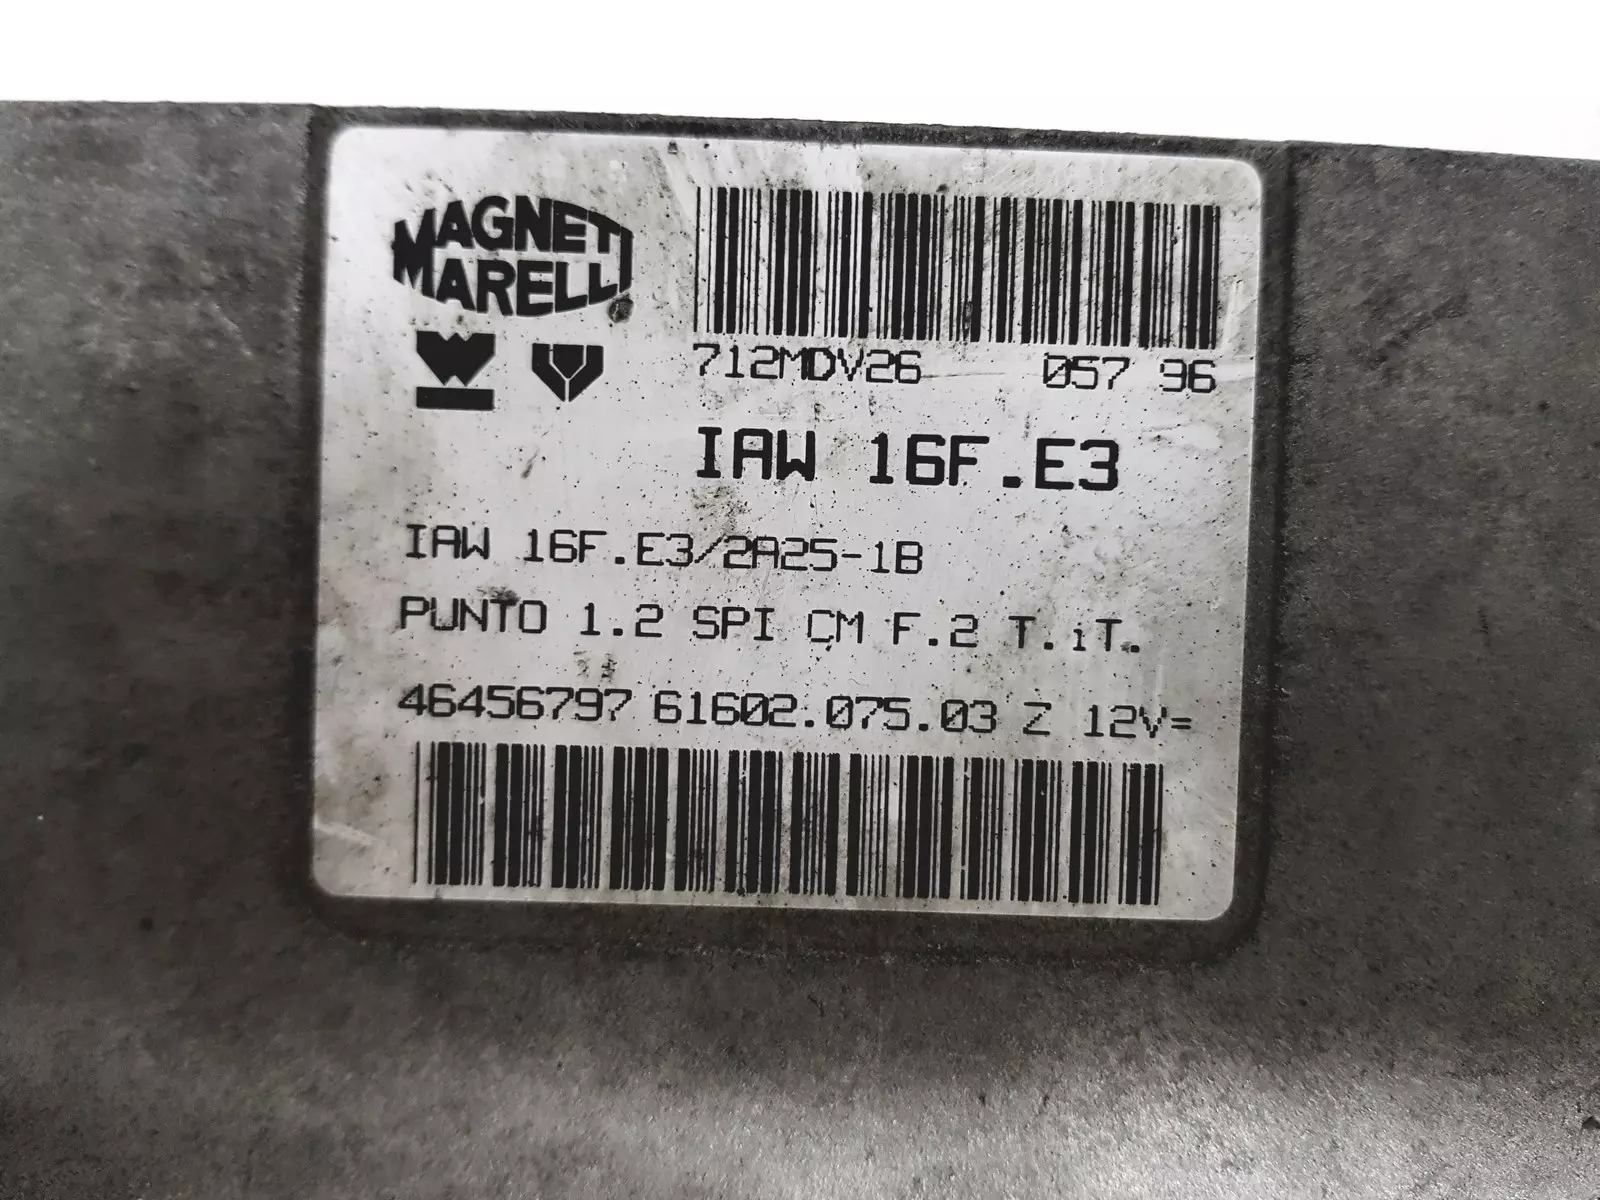 MAGNETI
MARELLI
712MDV26 057 96
IAW 16F.E3
IAW 16F.E3/2A25-1B
PUNTO 1.2 SPI CM F.2 T.iT.
46456797 61602.075.03 Z 12V=